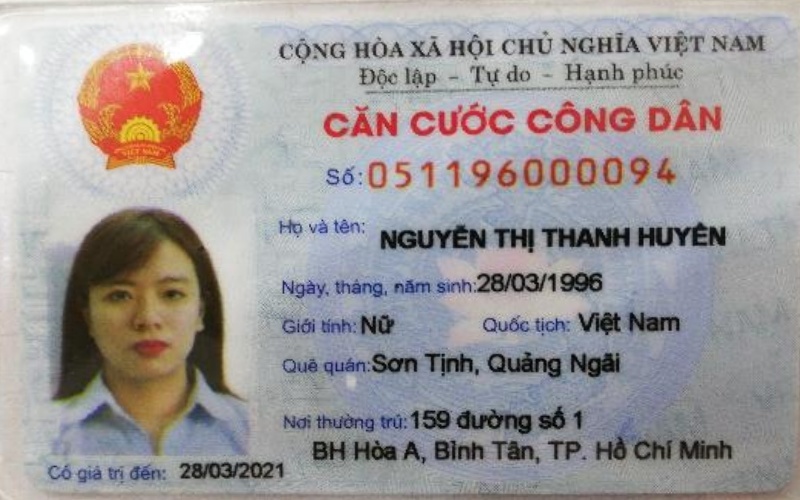 CỘNG HÒA XÃ HỘI CHỦ NGHĨA VIỆT NAM
Độc lập - Tự do - Hạnh phúc
CĂN CƯỚC CÔNG DÂN
Số: 051196000094
Họ và tên: NGUYỄN THỊ THANH HUYỀN
Ngày, tháng, năm sinh: 28/03/1996
Giới tính: Nữ Quốc tịch: Việt Nam
Quê quán: Sơn Tịnh, Quảng Ngãi
Nơi thường trú: 159 đường số 1
BH Hòa A, Bình Tân, TP. Hồ Chí Minh
Có giá trị đến: 28/03/2021
VIỆT NAM